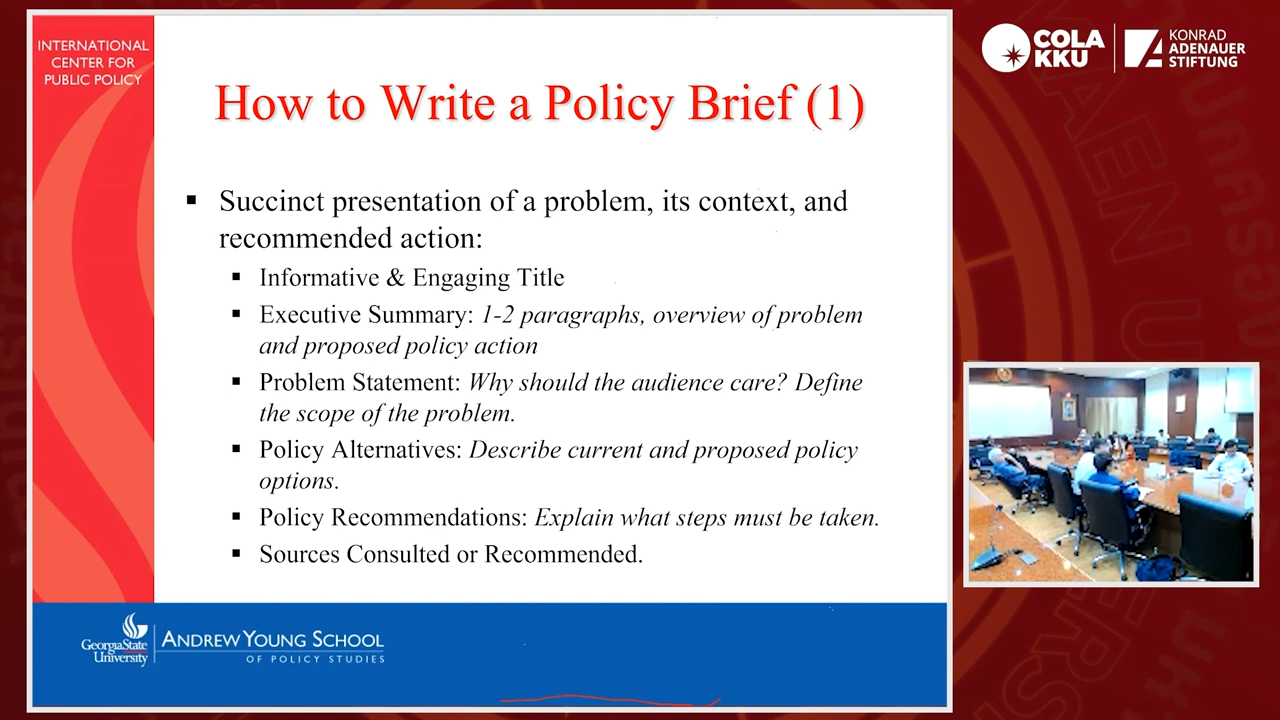 INTERNATIONAL
CENTER FOR
PUBLIC POLICY
How to Write a Policy Brief (1)
▪ Succinct presentation of a problem, its context, and
recommended action:
▪ Informative & Engaging Title
▪ Executive Summary: 1-2 paragraphs, overview of problem
and proposed policy action
▪ Problem Statement: Why should the audience care? Define
the scope of the problem.
▪ Policy Alternatives: Describe current and proposed policy
options.
▪ Policy Recommendations: Explain what steps must be taken.
▪ Sources Consulted or Recommended.
GeorgiaState
University
ANDREW YOUNG SCHOOL
OF POLICY STUDIES
COLA
KKU
KONRAD
ADENAUER
STIFTUNG